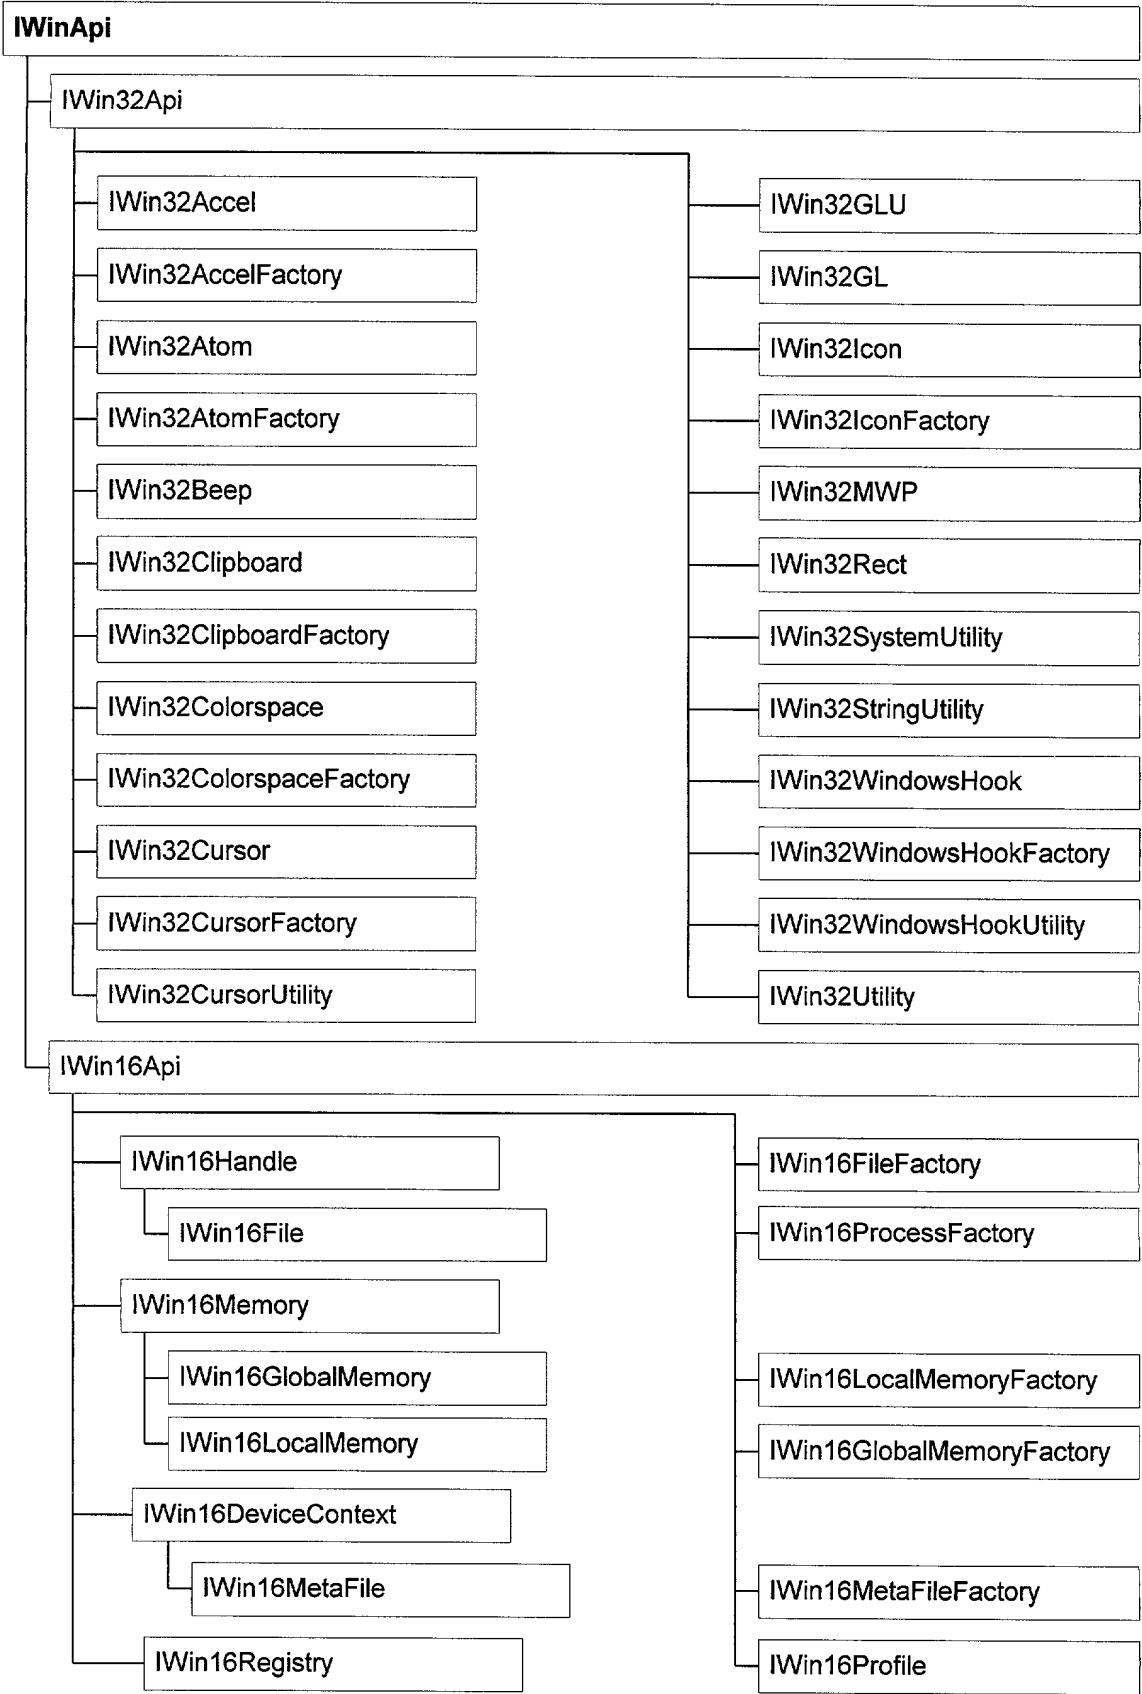 IWinApi
IWin32Api
IWin32Accel
IWin32AccelFactory
IWin32Atom
IWin32AtomFactory
IWin32Beep
IWin32Clipboard
IWin32ClipboardFactory
IWin32Colorspace
IWin32ColorspaceFactory
IWin32Cursor
IWin32CursorFactory
IWin32CursorUtility
IWin32GLU
IWin32GL
IWin32Icon
IWin32IconFactory
IWin32MWP
IWin32Rect
IWin32SystemUtility
IWin32StringUtility
IWin32WindowsHook
IWin32WindowsHookFactory
IWin32WindowsHookUtility
IWin32Utility
IWin16Api
IWin16Handle
IWin16File
IWin16Memory
IWin16GlobalMemory
IWin16LocalMemory
IWin16DeviceContext
IWin16MetaFile
IWin16Registry
IWin16FileFactory
IWin16ProcessFactory
IWin16LocalMemoryFactory
IWin16GlobalMemoryFactory
IWin16MetaFileFactory
IWin16Profile